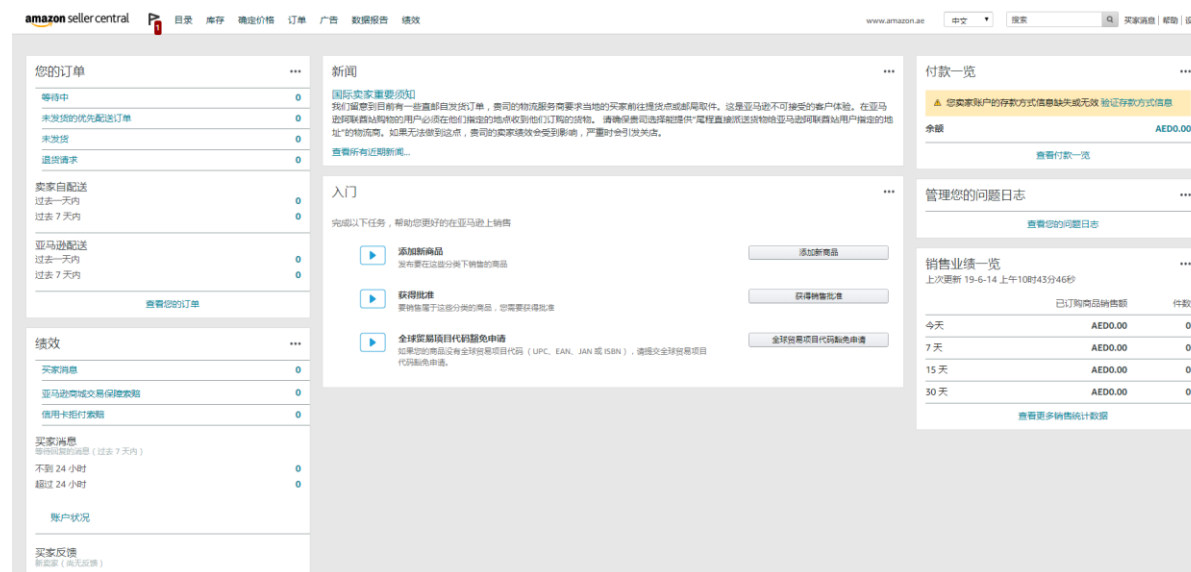 amazon seller central
1
目录 库存 确定价格 订单 广告 数据报告 绩效
www.amazon.ae
中文
搜索
买家消息 | 帮助 |
您的订单
等待中 0
未发货的优先配送订单 0
未发货 0
退货请求 0
卖家自配送
过去一天内 0
过去 7 天内 0
亚马逊配送
过去一天内 0
过去 7 天内 0
查看您的订单
绩效
买家消息 0
亚马逊商城交易保障索赔 0
信用卡拒付索赔 0
买家消息
等待回复的消息（过去 7 天内）
不到 24 小时 0
超过 24 小时 0
账户状况
买家反馈
新卖家（尚无反馈）
新闻
国际卖家重要须知
我们留意到目前有一些直邮自发货订单，贵司的物流服务商要求当地的买家前往提货点或邮局取件。这是亚马逊不可接受的客户体验。在亚马
逊阿联酋站购物的用户必须在他们指定的地点收到他们订购的货物。 请确保贵司选择能提供"尾程直接派送货物给亚马逊阿联酋站用户指定的地
址"的物流商。如果无法做到这点，贵司的卖家绩效会受到影响，严重时会引发关店。
查看所有近期新闻...
入门
完成以下任务，帮助您更好的在亚马逊上销售
添加新商品
发布要在这些分类下销售的商品
添加新商品
获得批准
要销售属于这些分类的商品，您需要获得批准
获得销售批准
全球贸易项目代码豁免申请
如果您的商品没有全球贸易项目代码（ UPC、EAN、JAN 或 ISBN ），请提交全球贸易项目
代码豁免申请。
全球贸易项目代码豁免申请
付款一览
您卖家账户的存款方式信息缺失或无效 验证存款方式信息
余额 AED0.00
查看付款一览
管理您的问题日志
查看您的问题日志
销售业绩一览
上次更新 19-6-14 上午10时43分46秒
已订购商品销售额 件数
今天 AED0.00 0
7 天 AED0.00 0
15 天 AED0.00 0
30 天 AED0.00 0
查看更多销售统计数据